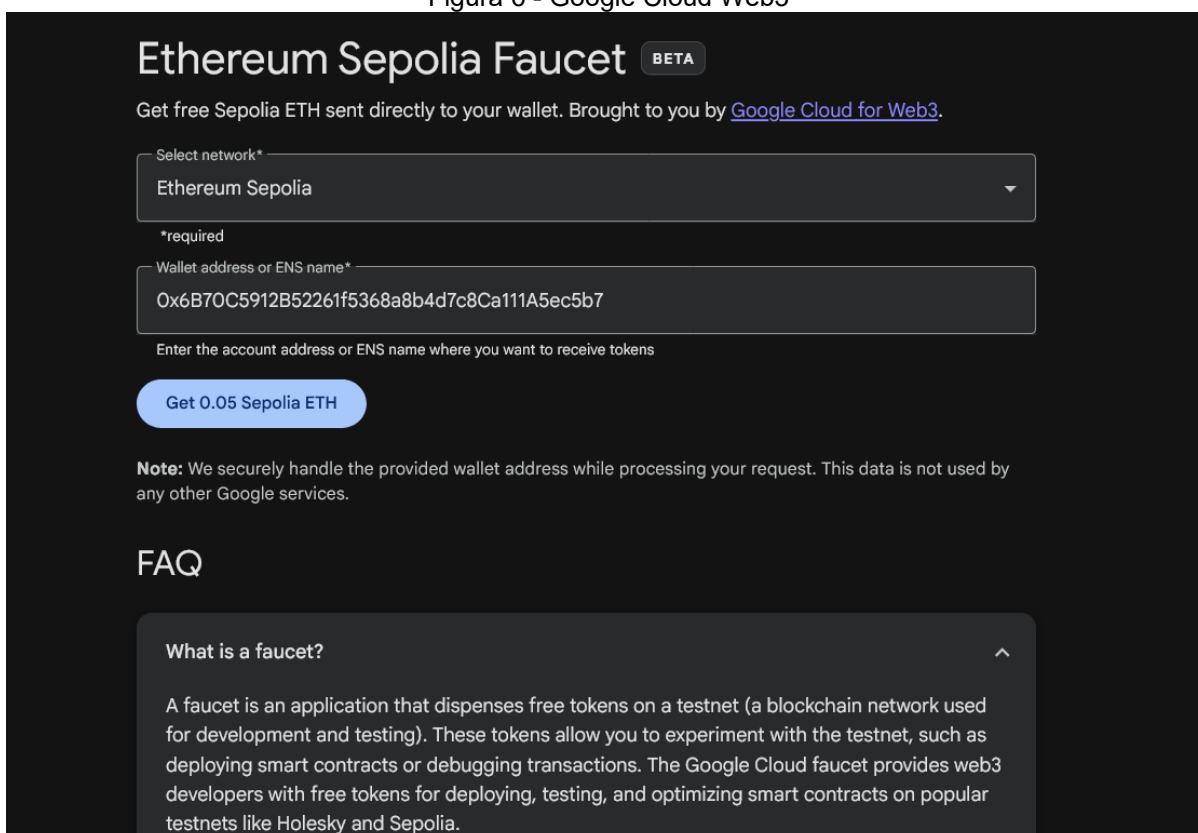 Figura 6 - Google Cloud Web3
Ethereum Sepolia Faucet BETA
Get free Sepolia ETH sent directly to your wallet. Brought to you by Google Cloud for Web3.
Select network*
Ethereum Sepolia
*required
Wallet address or ENS name*
0x6B70C5912B52261f5368a8b4d7c8Ca111A5ec5b7
Enter the account address or ENS name where you want to receive tokens
Get 0.05 Sepolia ETH
Note: We securely handle the provided wallet address while processing your request. This data is not used by
any other Google services.
FAQ
What is a faucet?
A faucet is an application that dispenses free tokens on a testnet (a blockchain network used
for development and testing). These tokens allow you to experiment with the testnet, such as
deploying smart contracts or debugging transactions. The Google Cloud faucet provides web3
developers with free tokens for deploying, testing, and optimizing smart contracts on popular
testnets like Holesky and Sepolia.